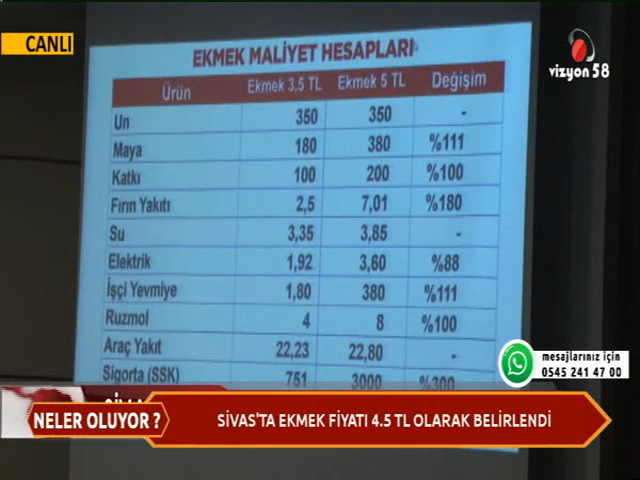 CANLI
vizyon 58
EKMEK MALİYET HESAPLARI
Ürün Ekmek 3,5 TL Ekmek 5 TL Değişim
Un 350 350 -
Maya 180 380 %111
Katkı 100 200 %100
Fırın Yakıtı 2,5 7,01 %180
Su 3,35 3,85 -
Elektrik 1,92 3,60 %88
İşçi Yevmiye 1,80 380 %111
Ruzmol 4 8 %100
Araç Yakıt 22,23 22,80 -
Sigorta (SSK) 751 3000 %300
mesajlarınız için
0545 241 47 00
NELER OLUYOR ?
SİVAS'TA EKMEK FİYATI 4.5 TL OLARAK BELİRLENDİ